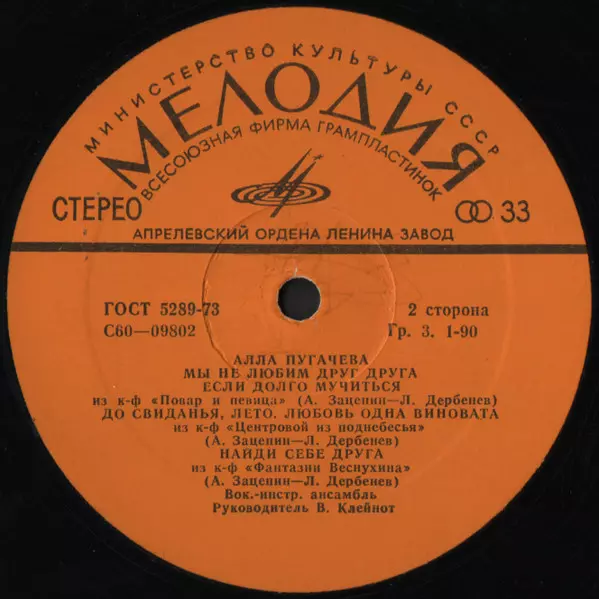 МИНИСТЕРСТВО КУЛЬТУРЫ СССР
МЕЛОДИЯ
ВСЕСОЮЗНАЯ ФИРМА ГРАМПЛАСТИНОК
СТЕРЕО
33
АПРЕЛЕВСКИЙ ОРДЕНА ЛЕНИНА ЗАВОД
ГОСТ 5289-73
2 сторона
С60—09802
Гр. 3. 1-90
АЛЛА ПУГАЧЕВА
МЫ НЕ ЛЮБИМ ДРУГ ДРУГА
ЕСЛИ ДОЛГО МУЧИТЬСЯ
из к-ф «Повар и певица» (А. Зацепин—Л. Дербенев)
ДО СВИДАНЬЯ, ЛЕТО. ЛЮБОВЬ ОДНА ВИНОВАТА
из к-ф «Центровой из поднебесья»
(А. Зацепин—Л. Дербенев)
НАЙДИ СЕБЕ ДРУГА
из к-ф «Фантазии Веснухина»
(А. Зацепин—Л. Дербенев)
Вок.-инстр. ансамбль
Руководитель В. Клейнот